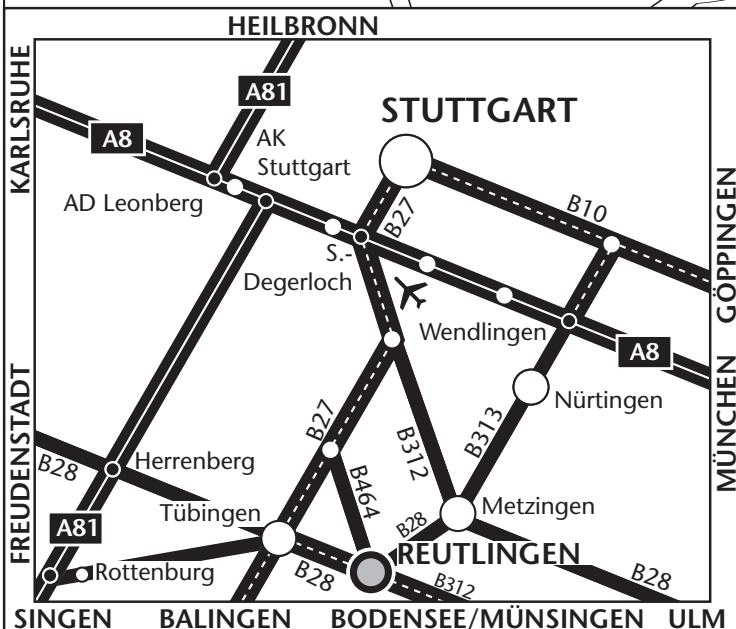 HEILBRONN
KARLSRUHE
A81
A8
STUTTGART
AK
Stuttgart
AD Leonberg
B27
B10
GÖPPINGEN
S.-
Degerloch
Wendlingen
A8
FREUDENSTADT
B27
B312
B313
Nürtingen
MÜNCHEN
B28
Herrenberg
B464
Tübingen
Metzingen
B28
A81
REUTLINGEN
Rottenburg
B28
B312
B28
SINGEN
BALINGEN
BODENSEE/MÜNSINGEN
ULM